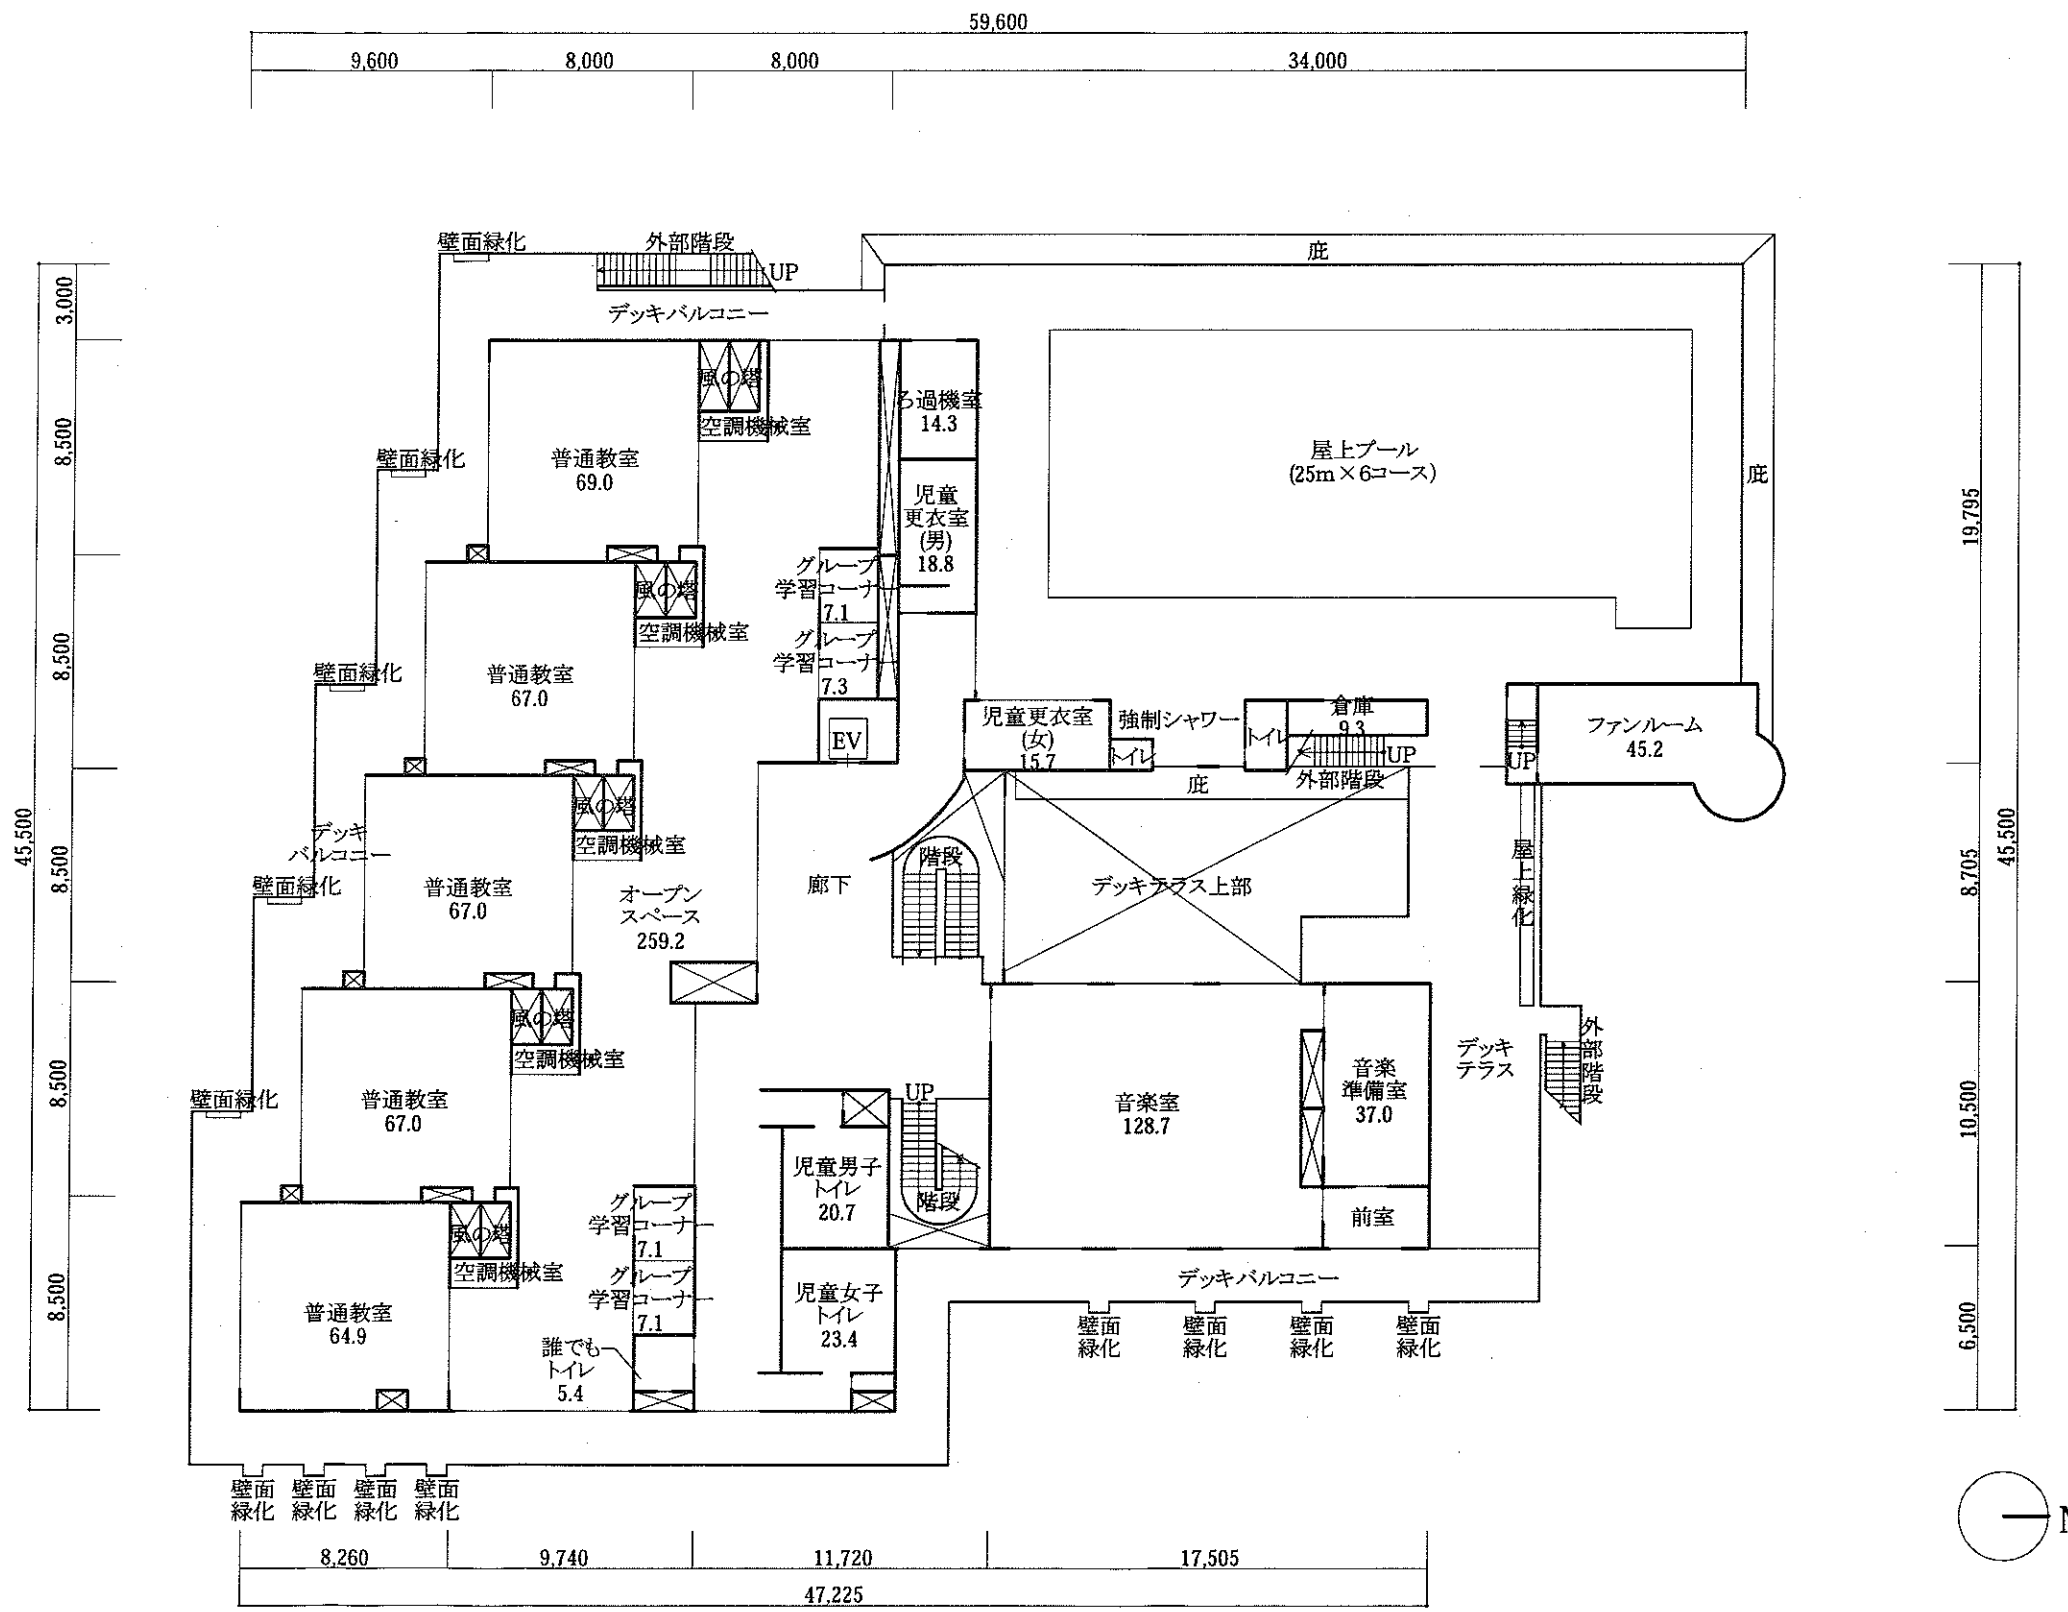 59,600
9,600
8,000
8,000
34,000
壁面緑化
外部階段
UP
デッキバルコニー
庇
3,000
8,500
8,500
8,500
8,500
8,500
45,500
風の塔
空調機械室
ろ過機室
14.3
普通教室
69.0
壁面緑化
児童
更衣室
(男)
18.8
屋上プール
(25m×6コース)
庇
19,795
8,705
10,500
6,500
45,500
グループ
学習コーナー
7.1
グループ
学習コーナー
7.3
風の塔
空調機械室
壁面緑化
普通教室
67.0
EV
児童更衣室
(女)
15.7
強制シャワー
トイレ
トイレ
倉庫
9.3
UP
外部階段
庇
UP
ファンルーム
45.2
風の塔
空調機械室
デッキ
バルコニー
壁面緑化
普通教室
67.0
オープン
スペース
259.2
廊下
階段
デッキテラス上部
屋上緑化
風の塔
空調機械室
壁面緑化
普通教室
67.0
UP
階段
音楽室
128.7
音楽
準備室
37.0
前室
デッキ
テラス
外部階段
児童男子
トイレ
20.7
風の塔
空調機械室
グループ
学習コーナー
7.1
グループ
学習コーナー
7.1
普通教室
64.9
誰でも
トイレ
5.4
児童女子
トイレ
23.4
デッキバルコニー
壁面
緑化
壁面
緑化
壁面
緑化
壁面
緑化
壁面
緑化
壁面
緑化
壁面
緑化
壁面
緑化
N
8,260
9,740
11,720
17,505
47,225